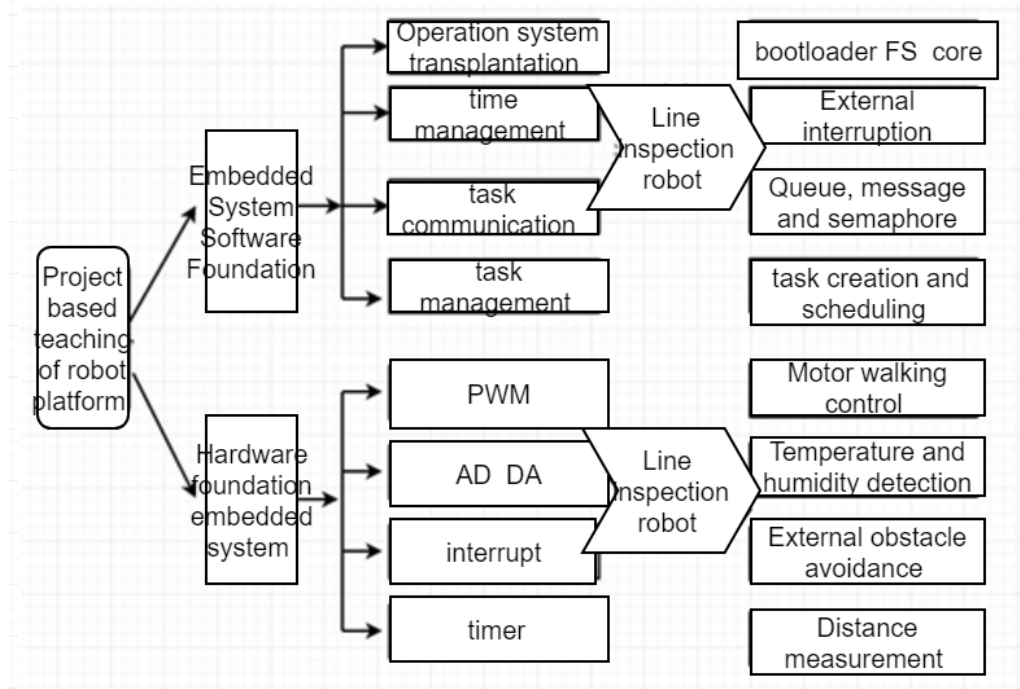 Operation system
transplantation
bootloader FS core
time
management
Line
inspection
robot
External
interruption
Embedded
System
Software
Foundation
task
communication
Queue, message
and semaphore
task
management
task creation and
scheduling
Project
based
teaching
of robot
platform
PWM
Motor walking
control
Hardware
foundation
embedded
system
AD DA
Line
inspection
robot
Temperature and
humidity detection
interrupt
External obstacle
avoidance
timer
Distance
measurement